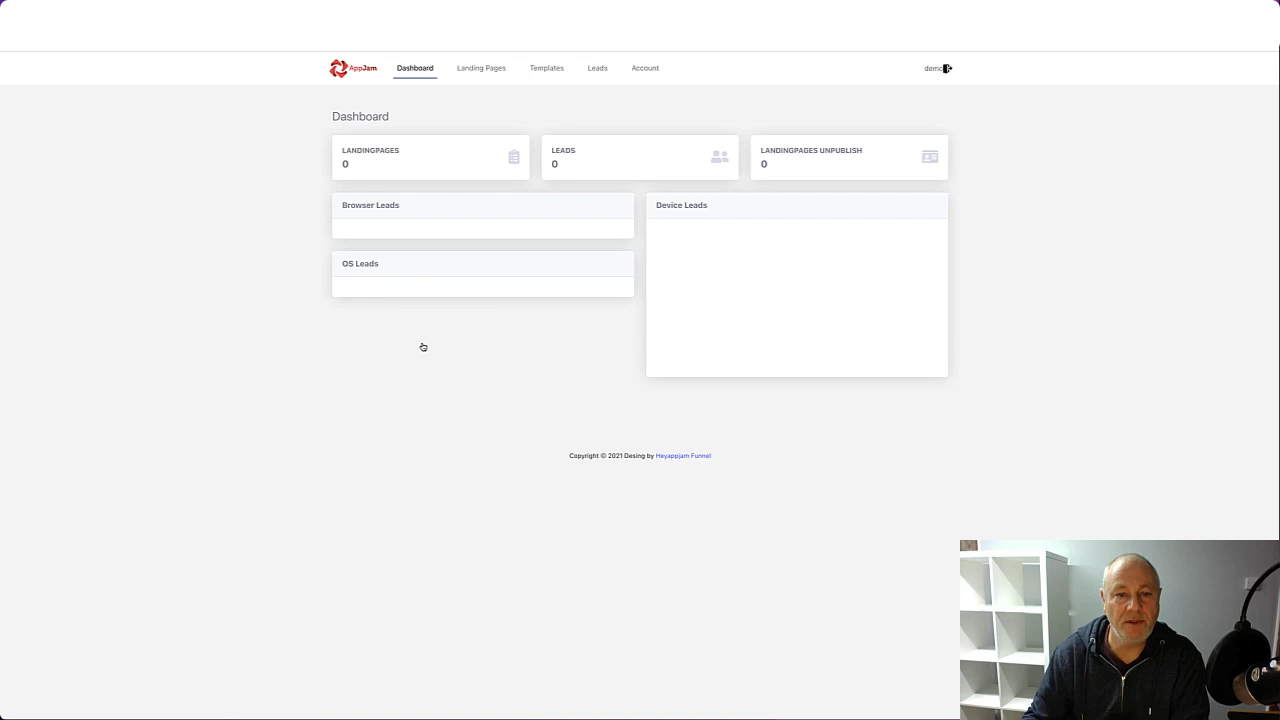 AppJam Dashboard Landing Pages Templates Leads Account demo
Dashboard
LANDINGPAGES
0
LEADS
0
LANDINGPAGES UNPUBLISH
0
Browser Leads
Device Leads
OS Leads
Copyright © 2021 Desing by Heyappjam Funnel